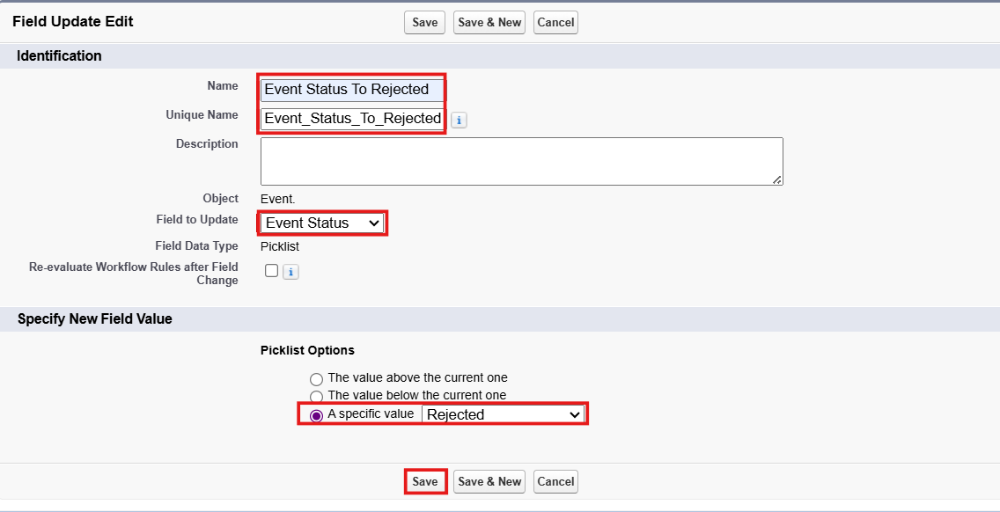 Field Update Edit
Save
Save & New
Cancel
Identification
Name
Event Status To Rejected
Unique Name
Event_Status_To_Rejected
i
Description
Object
Event.
Field to Update
Event Status
Field Data Type
Picklist
Re-evaluate Workflow Rules after Field
Change
i
Specify New Field Value
Picklist Options
The value above the current one
The value below the current one
A specific value
Rejected
Save
Save & New
Cancel